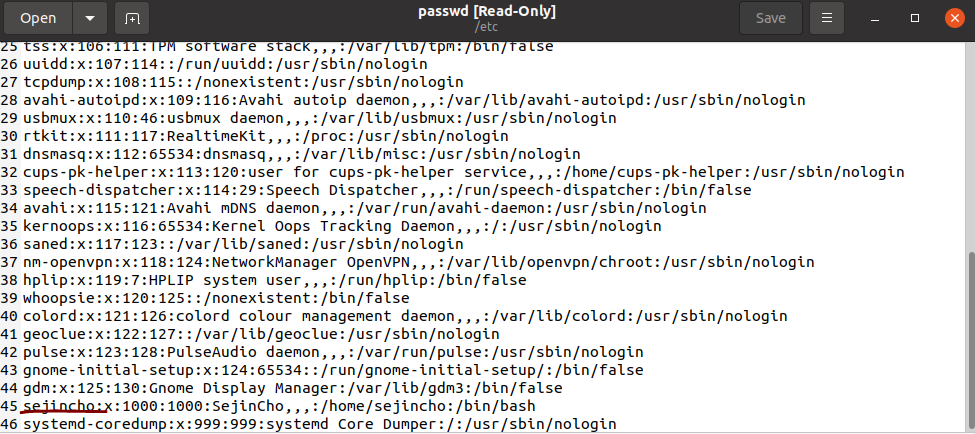 Open
passwd [Read-Only]
/etc
Save
25 tss:x:106:111:TPM software stack,,,:/var/lib/tpm:/bin/false
26 uuidd:x:107:114::/run/uuidd:/usr/sbin/nologin
27 tcpdump:x:108:115::/nonexistent:/usr/sbin/nologin
28 avahi-autoipd:x:109:116:Avahi autoip daemon,,,:/var/lib/avahi-autoipd:/usr/sbin/nologin
29 usbmux:x:110:46:usbmux daemon,,,:/var/lib/usbmux:/usr/sbin/nologin
30 rtkit:x:111:117:RealtimeKit,,,:/proc:/usr/sbin/nologin
31 dnsmasq:x:112:65534:dnsmasq,,,:/var/lib/misc:/usr/sbin/nologin
32 cups-pk-helper:x:113:120:user for cups-pk-helper service,,,:/home/cups-pk-helper:/usr/sbin/nologin
33 speech-dispatcher:x:114:29:Speech Dispatcher,,,:/run/speech-dispatcher:/bin/false
34 avahi:x:115:121:Avahi mDNS daemon,,,:/var/run/avahi-daemon:/usr/sbin/nologin
35 kernoops:x:116:65534:Kernel Oops Tracking Daemon,,,:/:/usr/sbin/nologin
36 saned:x:117:123::/var/lib/saned:/usr/sbin/nologin
37 nm-openvpn:x:118:124:NetworkManager OpenVPN,,,:/var/lib/openvpn/chroot:/usr/sbin/nologin
38 hplip:x:119:7:HPLIP system user,,,:/run/hplip:/bin/false
39 whoopsie:x:120:125::/nonexistent:/bin/false
40 colord:x:121:126:colord colour management daemon,,,:/var/lib/colord:/usr/sbin/nologin
41 geoclue:x:122:127::/var/lib/geoclue:/usr/sbin/nologin
42 pulse:x:123:128:PulseAudio daemon,,,:/var/run/pulse:/usr/sbin/nologin
43 gnome-initial-setup:x:124:65534::/run/gnome-initial-setup/:/bin/false
44 gdm:x:125:130:Gnome Display Manager:/var/lib/gdm3:/bin/false
45 sejincho:x:1000:1000:SejinCho,,,:/home/sejincho:/bin/bash
46 systemd-coredump:x:999:999:systemd Core Dumper:/:/usr/sbin/nologin